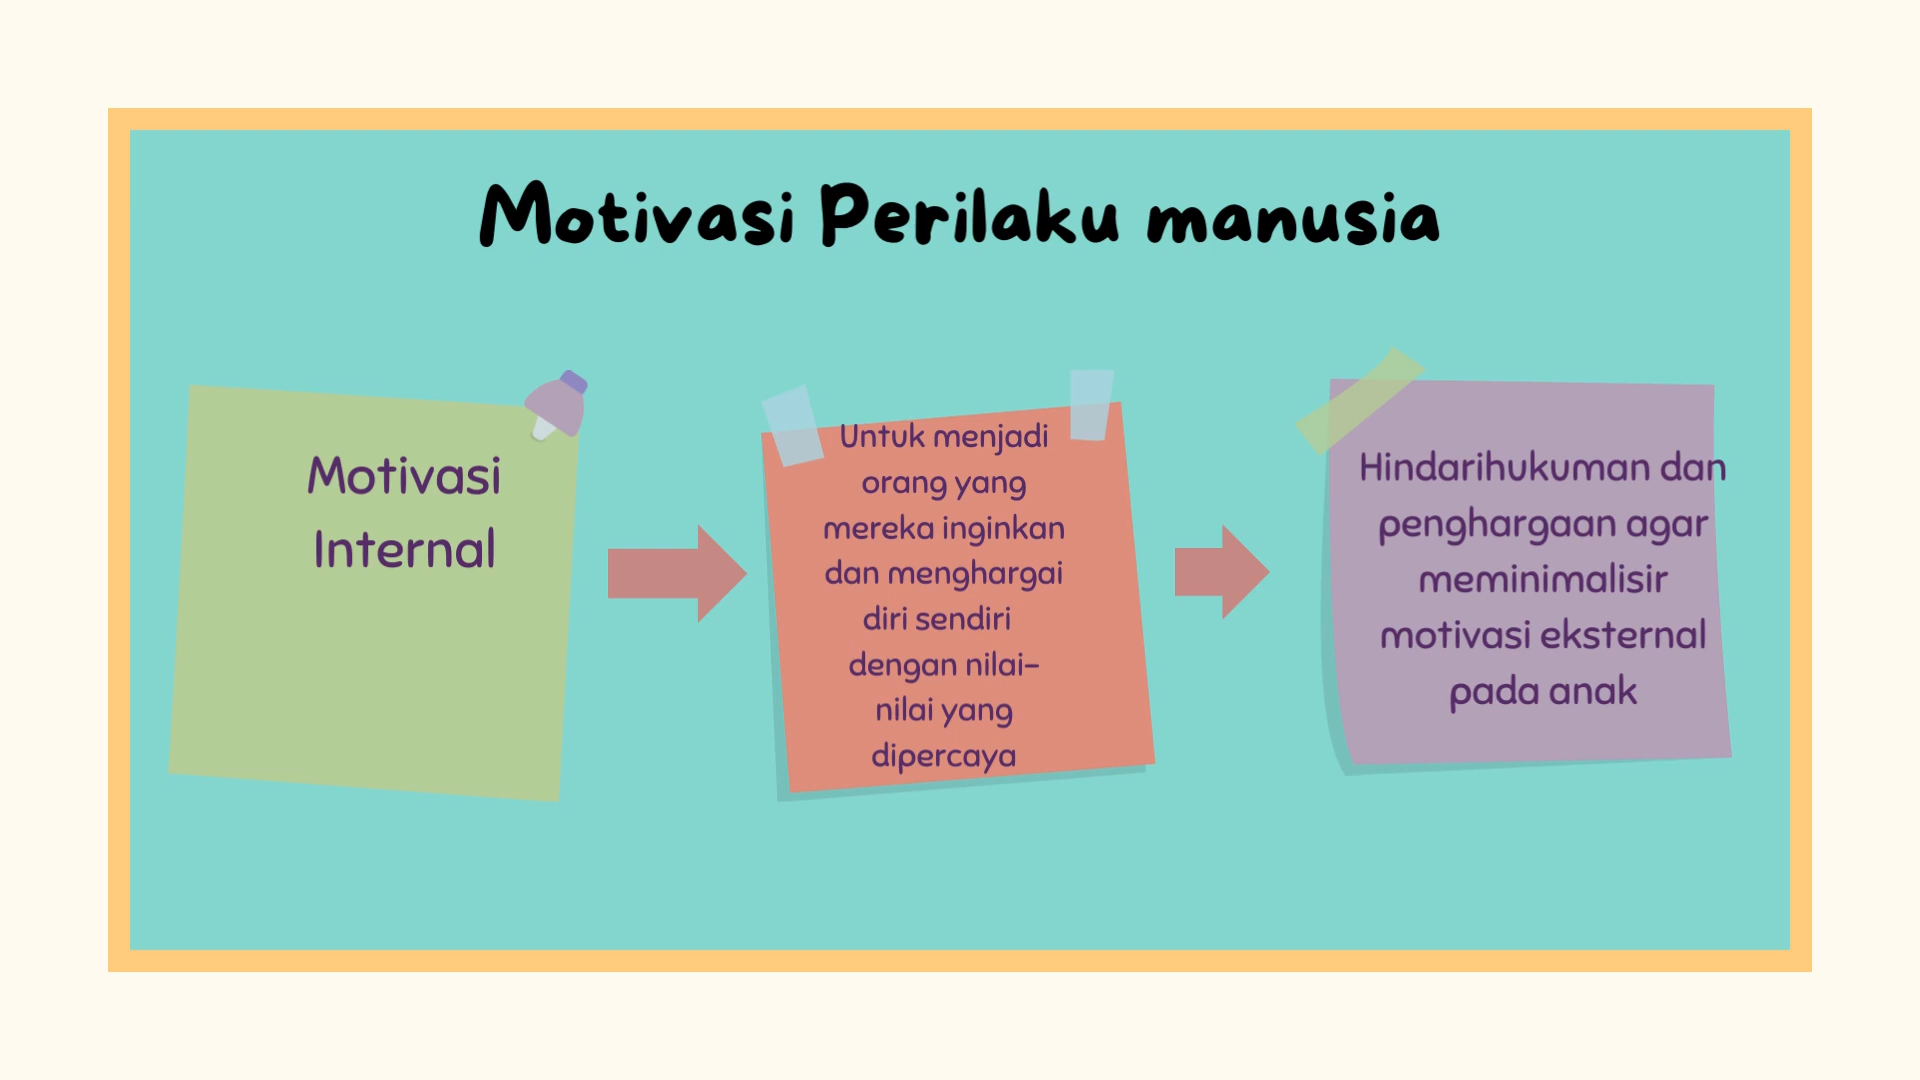 Motivasi Perilaku manusia
Motivasi
Internal
Untuk menjadi
orang yang
mereka inginkan
dan menghargai
diri sendiri
dengan nilai-
nilai yang
dipercaya
Hindarihukuman dan
penghargaan agar
meminimalisir
motivasi eksternal
pada anak